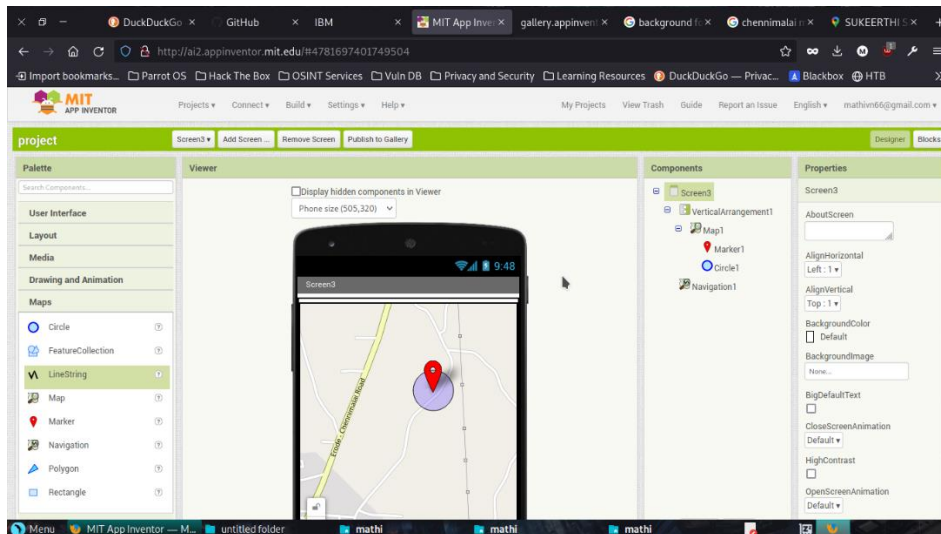 DuckDuckGo
GitHub
IBM
MIT App Inver
gallery.appinvent
background f
chennimalai r
SUKEERTHI S
http://ai2.appinventor.mit.edu/#4781697401749504
Import bookmarks...
Parrot OS
Hack The Box
OSINT Services
Vuln DB
Privacy and Security
Learning Resources
DuckDuckGo — Privac...
Blackbox
HTB
MIT
APP INVENTOR
Projects
Connect
Build
Settings
Help
My Projects
View Trash
Guide
Report an Issue
English
mathivn66@gmail.com
project
Screen3
Add Screen ...
Remove Screen
Publish to Gallery
Designer
Blocks
Palette
Viewer
Components
Properties
Search Components...
User Interface
Layout
Media
Drawing and Animation
Maps
Circle
FeatureCollection
LineString
Map
Marker
Navigation
Polygon
Rectangle
Display hidden components in Viewer
Phone size (505,320)
9:48
Screen3
Erode - Chennimalai Road
Screen3
VerticalArrangement1
Map1
Marker1
Circle1
Navigation1
Screen3
AboutScreen
AlignHorizontal
Left : 1
AlignVertical
Top : 1
BackgroundColor
Default
BackgroundImage
None...
BigDefaultText
CloseScreenAnimation
Default
HighContrast
OpenScreenAnimation
Default
Menu
MIT App Inventor — M...
untitled folder
mathi
mathi
mathi